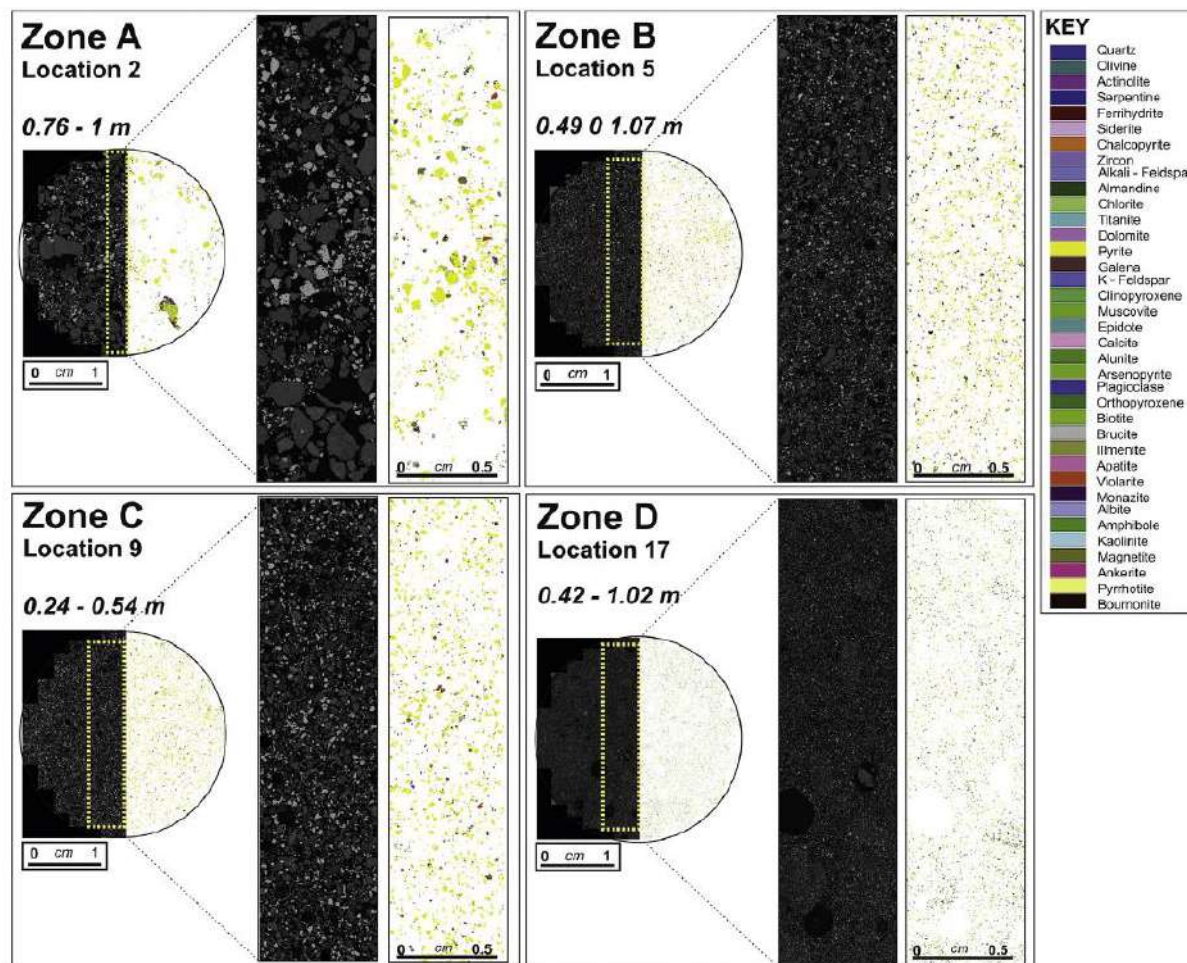 Zone A
Location 2
0.76 - 1 m
0 cm 1
0 cm 0.5
Zone B
Location 5
0.49 0 1.07 m
0 cm 1
0 cm 0.5
Zone C
Location 9
0.24 - 0.54 m
0 cm 1
0 cm 0.5
Zone D
Location 17
0.42 - 1.02 m
0 cm 1
0 cm 0.5
KEY
Quartz
Olivine
Actinolite
Serpentine
Ferrihydrite
Siderite
Chalcopyrite
Zircon
Alkali - Feldspar
Almandine
Chlorite
Titanite
Dolomite
Pyrite
Galena
K - Feldspar
Clinopyroxene
Muscovite
Epidote
Calcite
Alunite
Arsenopyrite
Plagioclase
Orthopyroxene
Biotite
Brucite
Illmenite
Apatite
Violarite
Monazite
Albite
Amphibole
Kaolinite
Magnetite
Ankerite
Pyrrhotite
Bournonite